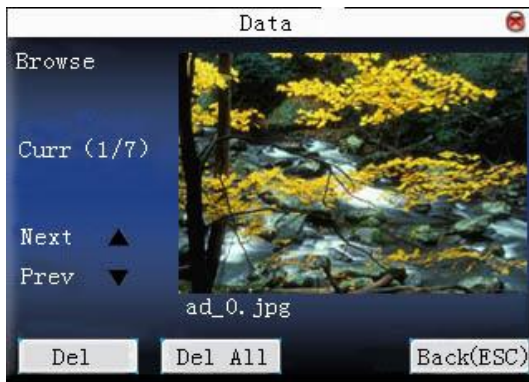 Data
Browse
Curr (1/7)
Next
Prev
ad_0.jpg
Del
Del All
Back(ESC)